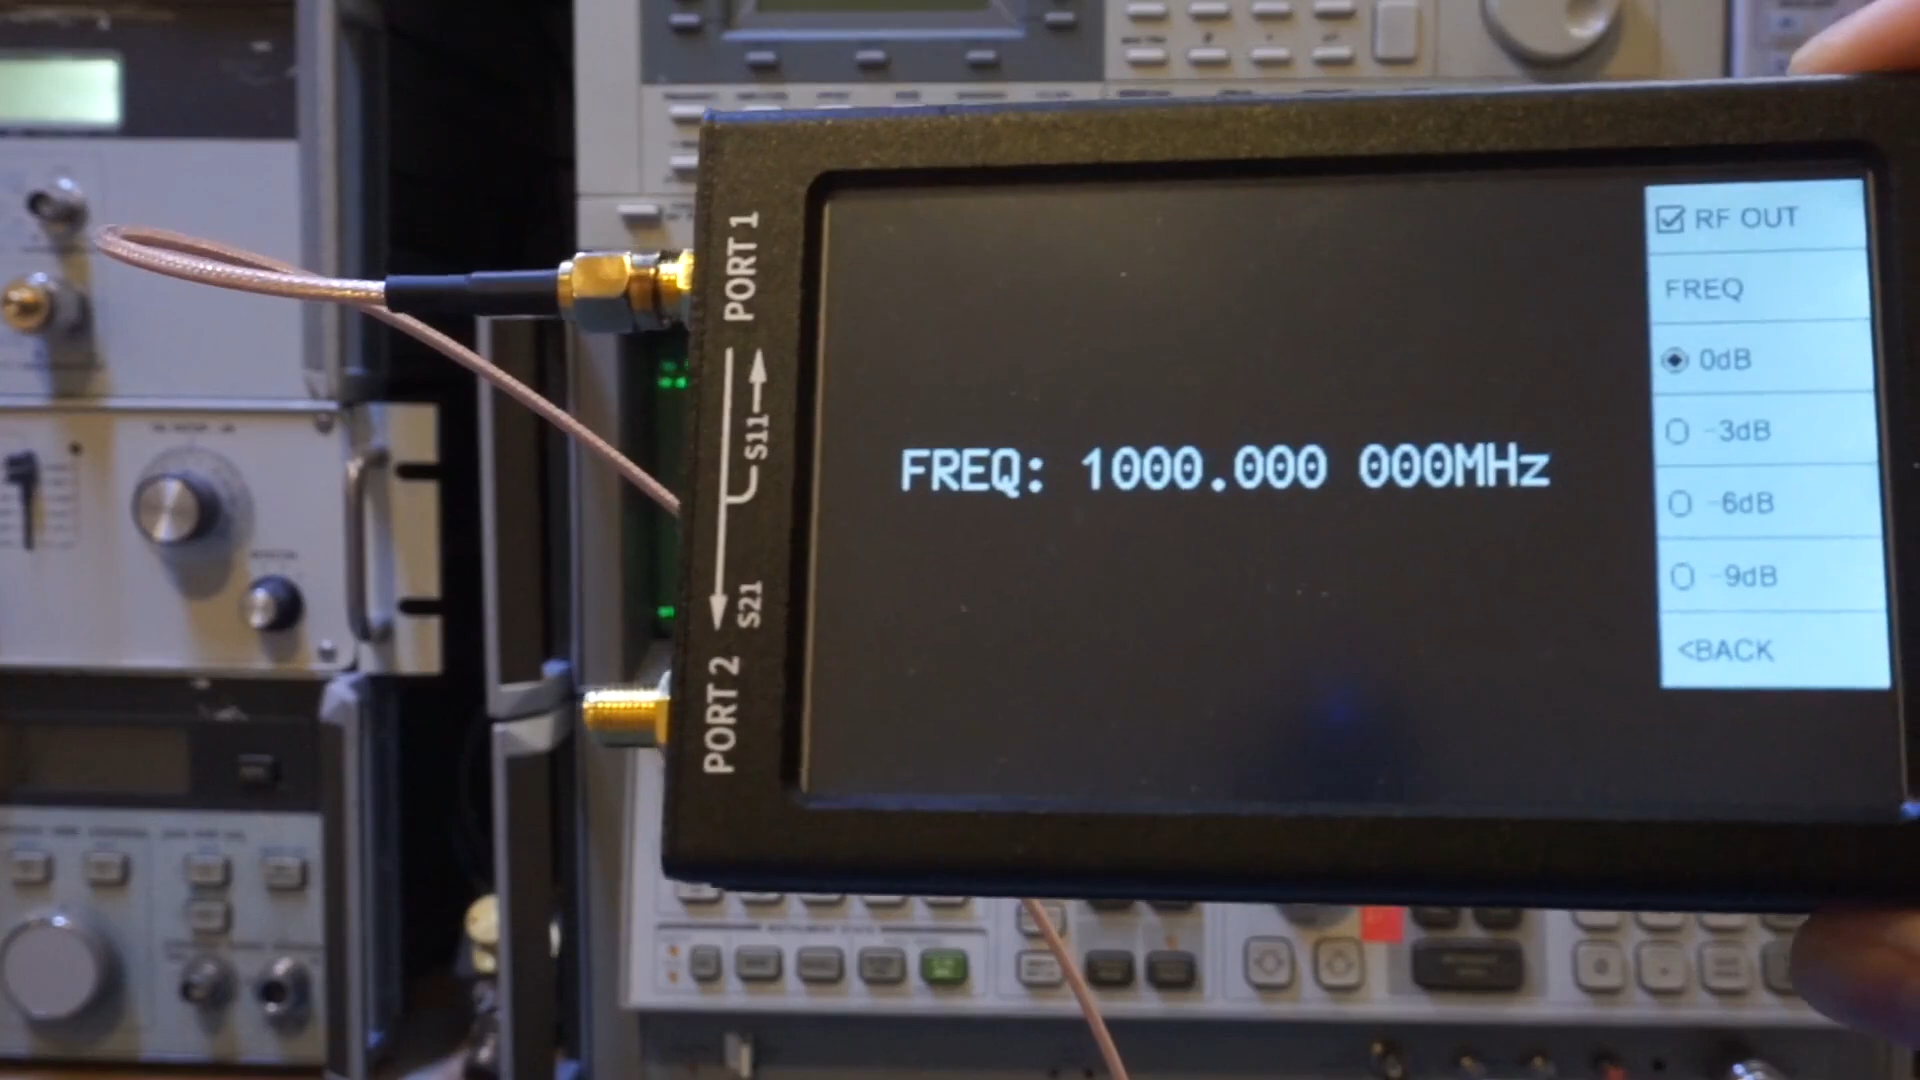 PORT 1
S11
S21
PORT 2
FREQ: 1000.000 000MHz
RF OUT
FREQ
0dB
-3dB
-6dB
-9dB
<BACK